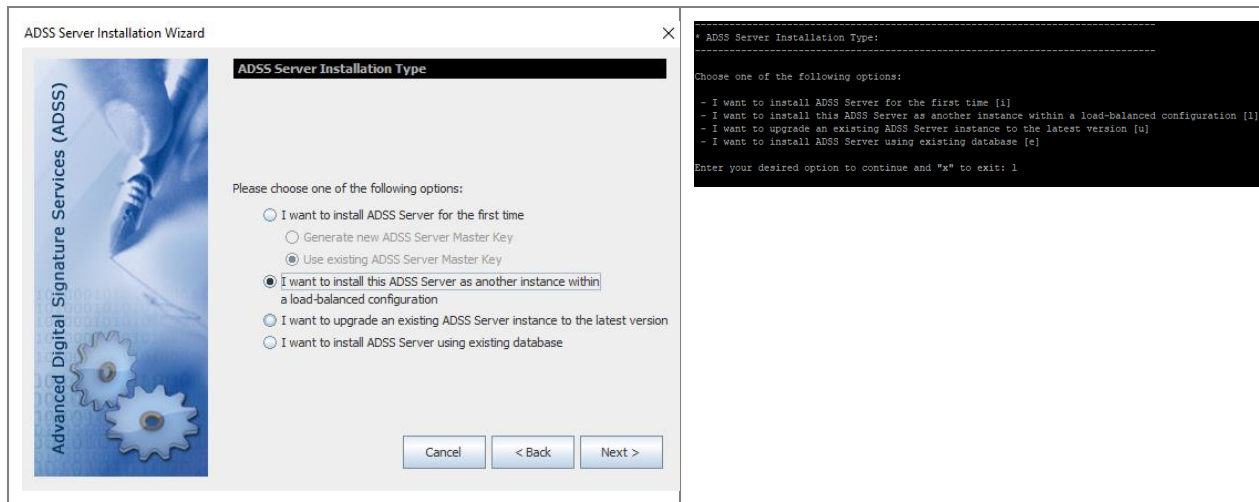 ADSS Server Installation Wizard
Advanced Digital Signature Services (ADSS)
ADSS Server Installation Type
Please choose one of the following options:
I want to install ADSS Server for the first time
Generate new ADSS Server Master Key
Use existing ADSS Server Master Key
I want to install this ADSS Server as another instance within
a load-balanced configuration
I want to upgrade an existing ADSS Server instance to the latest version
I want to install ADSS Server using existing database
Cancel
< Back
Next >
--------------------------------------------------------------------------------
* ADSS Server Installation Type:
--------------------------------------------------------------------------------
Choose one of the following options:
- I want to install ADSS Server for the first time [i]
- I want to install this ADSS Server as another instance within a load-balanced configuration [l]
- I want to upgrade an existing ADSS Server instance to the latest version [u]
- I want to install ADSS Server using existing database [e]
Enter your desired option to continue and "x" to exit: l